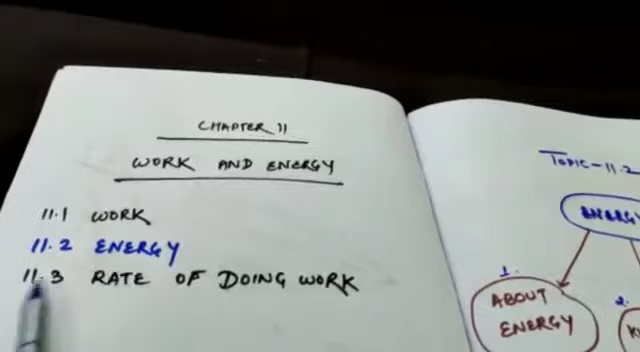 CHAPTER 11
WORK AND ENERGY
11.1 WORK
11.2 ENERGY
11.3 RATE OF DOING WORK
TOPIC-11.2
ENERGY
1.
ABOUT
ENERGY
2.